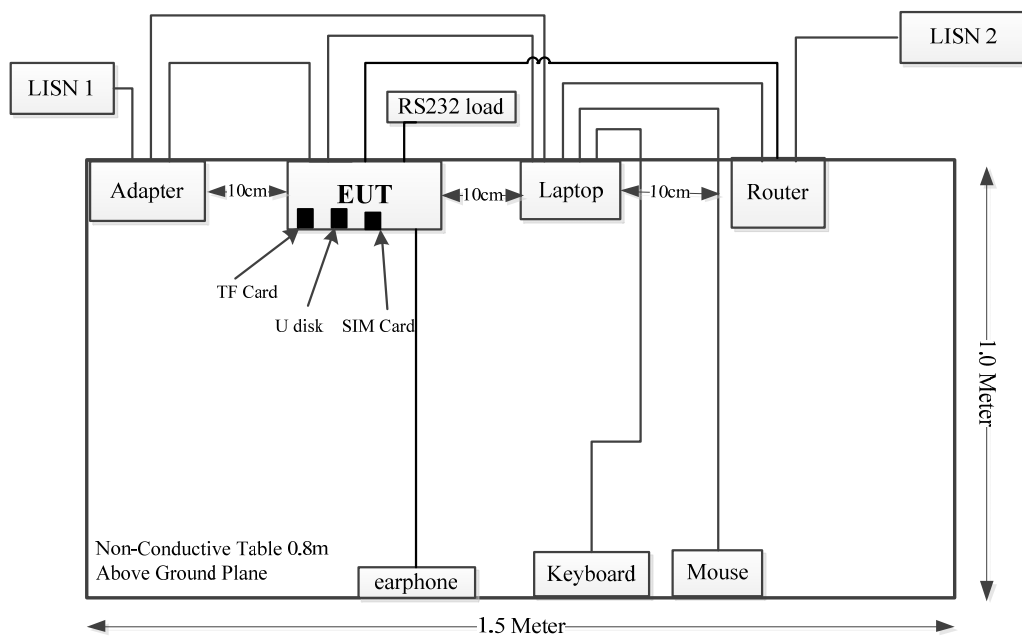 LISN 2
LISN 1
RS232 load
Adapter
10cm
EUT
10cm
Laptop
10cm
Router
TF Card
U disk
SIM Card
1.0 Meter
Non-Conductive Table 0.8m
Above Ground Plane
earphone
Keyboard
Mouse
1.5 Meter